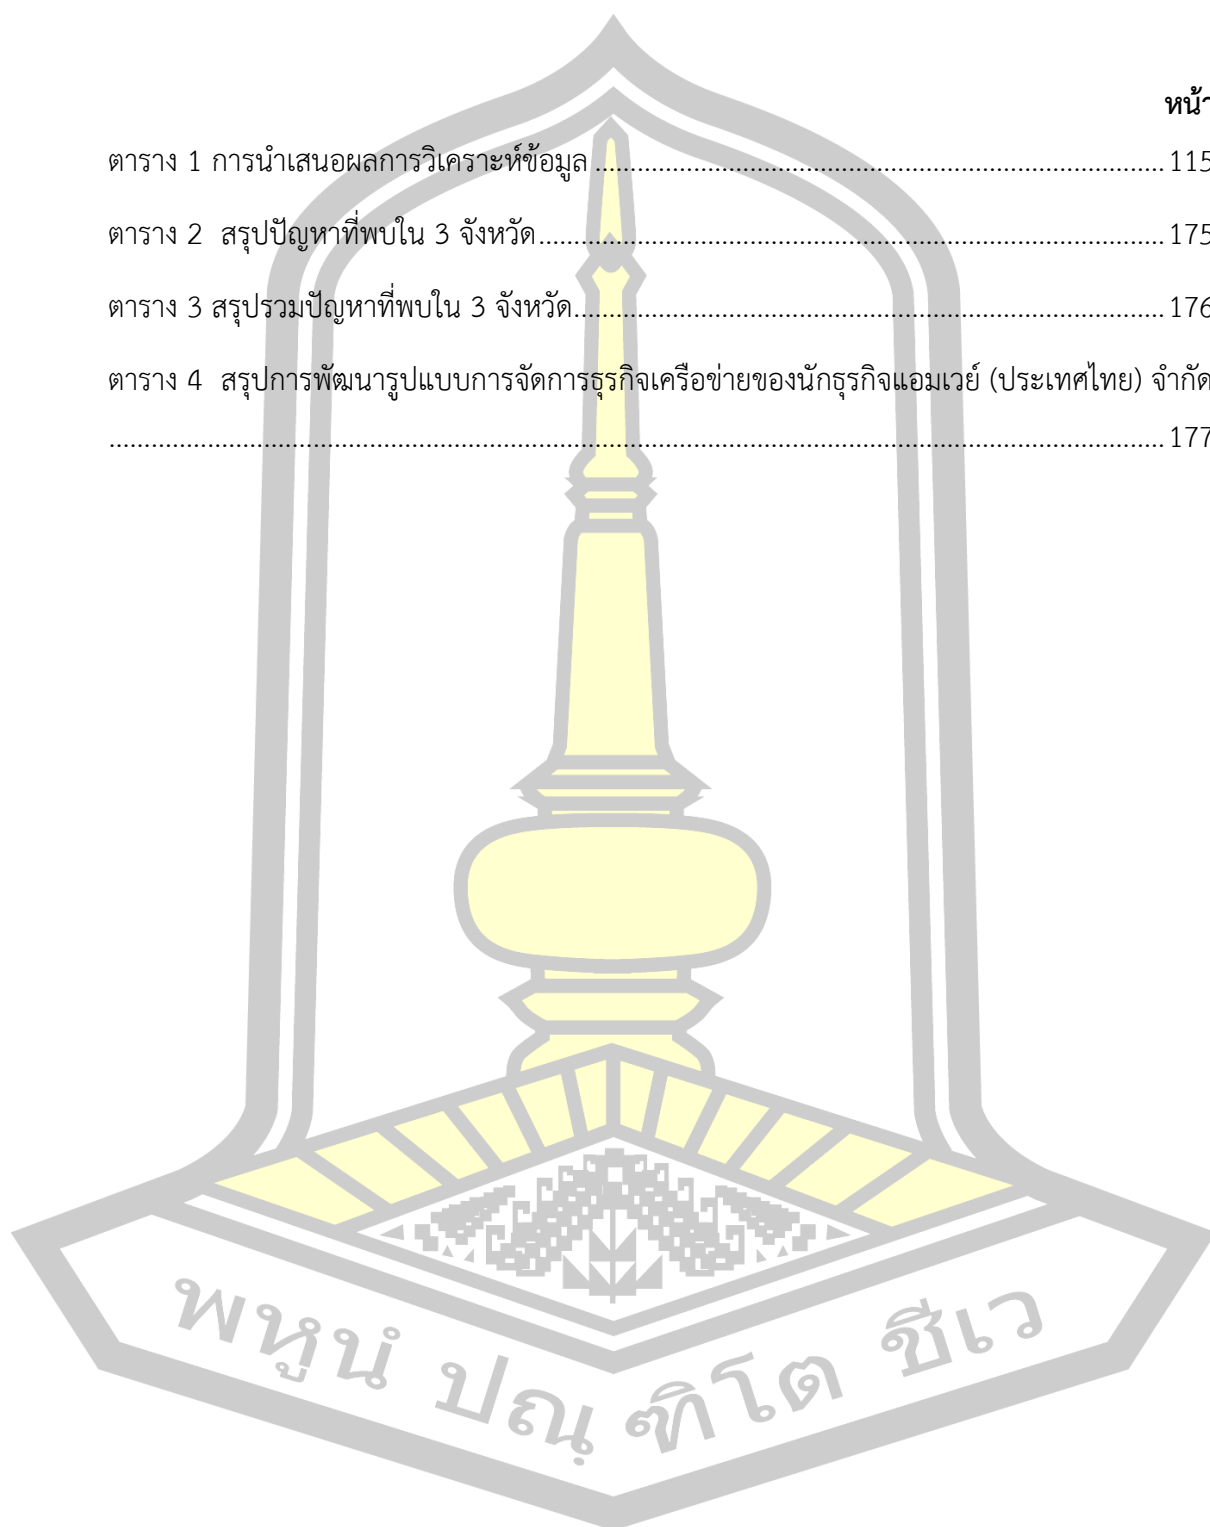 หน้า
ตาราง 1 การนำเสนอผลการวิเคราะห์ข้อมูล ................................................................................. 115
ตาราง 2  สรุปปัญหาที่พบใน 3 จังหวัด......................................................................................... 175
ตาราง 3 สรุปรวมปัญหาที่พบใน 3 จังหวัด.................................................................................... 176
ตาราง 4  สรุปการพัฒนารูปแบบการจัดการธุรกิจเครือข่ายของนักธุรกิจแอมเวย์ (ประเทศไทย) จำกัด
...................................................................................................................................................... 177
พหูนํ ปณฺฑิโต ชีเว